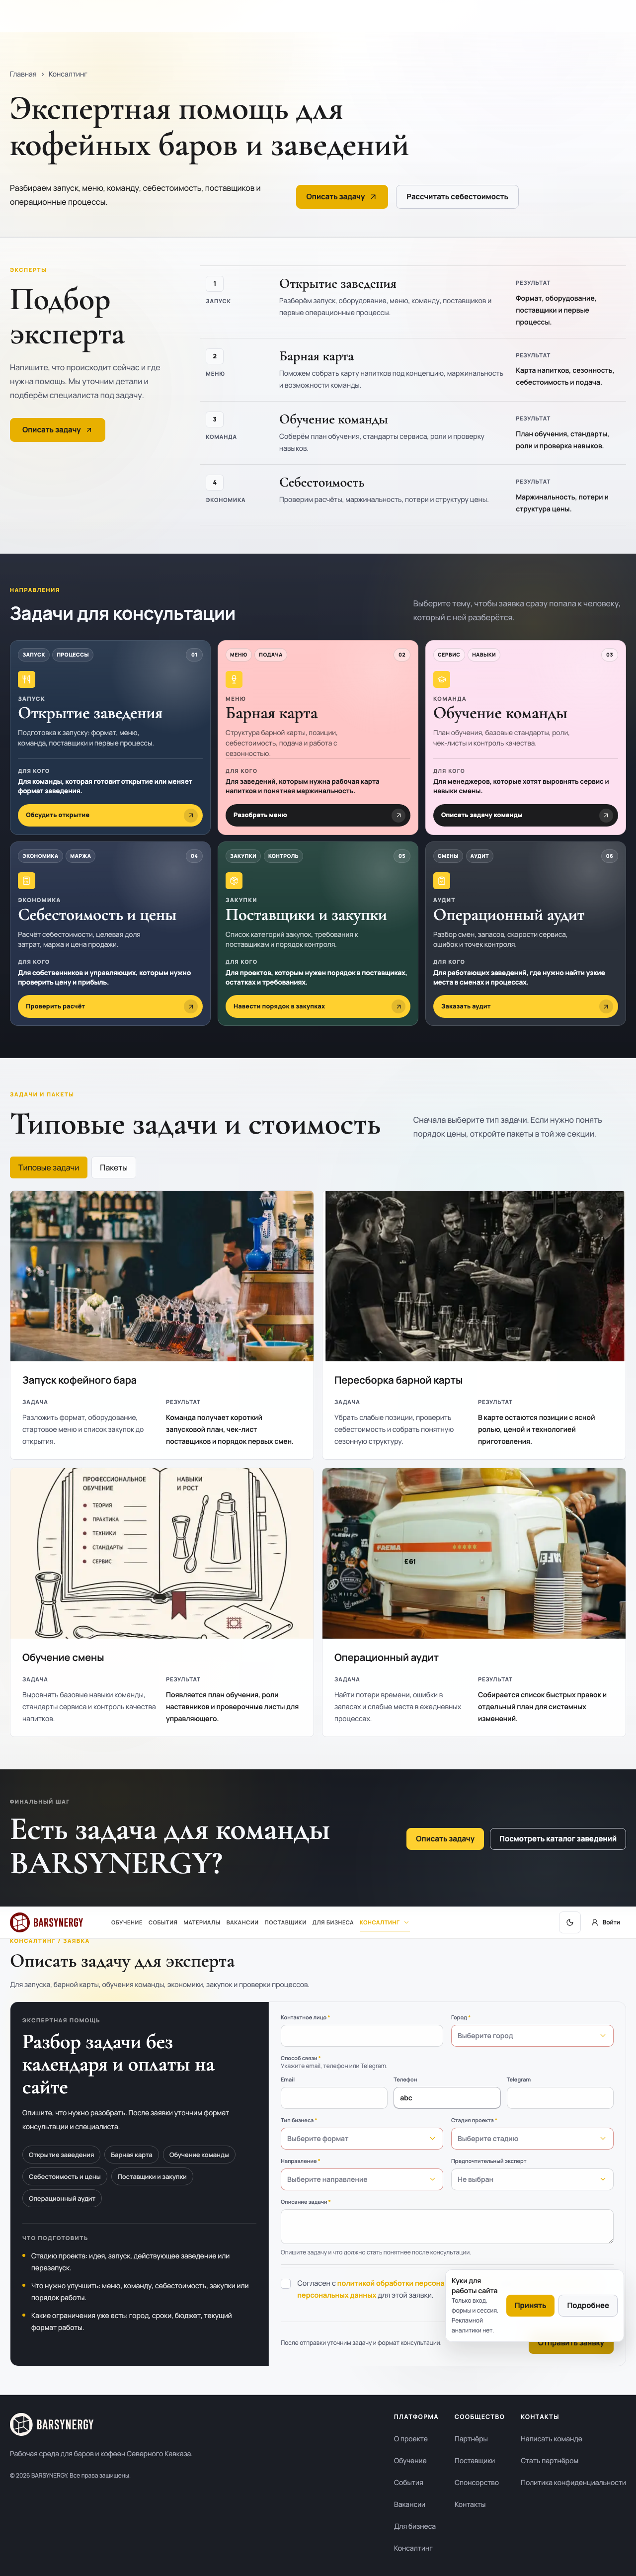 Главная › Консалтинг
Экспертная помощь для
кофейных баров и заведений
Разбираем запуск, меню, команду, себестоимость, поставщиков и
операционные процессы.
Описать задачу
Рассчитать себестоимость
ЭКСПЕРТЫ
Подбор
эксперта
Напишите, что происходит сейчас и где
нужна помощь. Мы уточним детали и
подберём специалиста под задачу.
Описать задачу
1
ЗАПУСК
Открытие заведения
Разберём запуск, оборудование, меню, команду, поставщиков и
первые операционные процессы.
РЕЗУЛЬТАТ
Формат, оборудование,
поставщики и первые
процессы.
2
МЕНЮ
Барная карта
Поможем собрать карту напитков под концепцию, маржинальность
и возможности команды.
РЕЗУЛЬТАТ
Карта напитков, сезонность,
себестоимость и подача.
3
КОМАНДА
Обучение команды
Соберём план обучения, стандарты сервиса, роли и проверку
навыков.
РЕЗУЛЬТАТ
План обучения, стандарты,
роли и проверка навыков.
4
ЭКОНОМИКА
Себестоимость
Проверим расчёты, маржинальность, потери и структуру цены.
РЕЗУЛЬТАТ
Маржинальность, потери и
структура цены.
НАПРАВЛЕНИЯ
Задачи для консультации
Выберите тему, чтобы заявка сразу попала к человеку,
который с ней разберётся.
ЗАПУСК ПРОЦЕССЫ 01
ЗАПУСК
Открытие заведения
Подготовка к запуску: формат, меню,
команда, поставщики и первые процессы.
ДЛЯ КОГО
Для команды, которая готовит открытие или меняет
формат заведения.
Обсудить открытие
МЕНЮ ПОДАЧА 02
МЕНЮ
Барная карта
Структура барной карты, позиции,
себестоимость, подача и работа с
сезонностью.
ДЛЯ КОГО
Для заведений, которым нужна рабочая карта
напитков и понятная маржинальность.
Разобрать меню
СЕРВИС НАВЫКИ 03
КОМАНДА
Обучение команды
План обучения, базовые стандарты, роли,
чек-листы и контроль качества.
ДЛЯ КОГО
Для менеджеров, которые хотят выровнять сервис и
навыки смены.
Описать задачу команды
ЭКОНОМИКА МАРЖА 04
ЭКОНОМИКА
Себестоимость и цены
Расчёт себестоимости, целевая доля
затрат, маржа и цена продажи.
ДЛЯ КОГО
Для собственников и управляющих, которым нужно
проверить цену и прибыль.
Проверить расчёт
ЗАКУПКИ КОНТРОЛЬ 05
ЗАКУПКИ
Поставщики и закупки
Список категорий закупок, требования к
поставщикам и порядок контроля.
ДЛЯ КОГО
Для проектов, которым нужен порядок в поставщиках,
остатках и требованиях.
Навести порядок в закупках
СМЕНЫ АУДИТ 06
АУДИТ
Операционный аудит
Разбор смен, запасов, скорости сервиса,
ошибок и точек контроля.
ДЛЯ КОГО
Для работающих заведений, где нужно найти узкие
места в сменах и процессах.
Заказать аудит
ЗАДАЧИ И ПАКЕТЫ
Типовые задачи и стоимость
Сначала выберите тип задачи. Если нужно понять
порядок цены, откройте пакеты в той же секции.
Типовые задачи
Пакеты
Запуск кофейного бара
ЗАДАЧА
Разложить формат, оборудование,
стартовое меню и список закупок до
открытия.
РЕЗУЛЬТАТ
Команда получает короткий
запусковой план, чек-лист
поставщиков и порядок первых смен.
Пересборка барной карты
ЗАДАЧА
Убрать слабые позиции, проверить
себестоимость и собрать понятную
сезонную структуру.
РЕЗУЛЬТАТ
В карте остаются позиции с ясной
ролью, ценой и технологией
приготовления.
ПРОФЕССИОНАЛЬНОЕ
ОБУЧЕНИЕ
ТЕОРИЯ
ПРАКТИКА
ТЕХНИКИ
СТАНДАРТЫ
СЕРВИС
НАВЫКИ
И РОСТ
FAEMA
E61
Обучение смены
ЗАДАЧА
Выровнять базовые навыки команды,
стандарты сервиса и контроль качества
напитков.
РЕЗУЛЬТАТ
Появляется план обучения, роли
наставников и проверочные листы для
управляющего.
Операционный аудит
ЗАДАЧА
Найти потери времени, ошибки в
запасах и слабые места в ежедневных
процессах.
РЕЗУЛЬТАТ
Собирается список быстрых правок и
отдельный план для системных
изменений.
ФИНАЛЬНЫЙ ШАГ
Есть задача для команды
BARSYNERGY?
Описать задачу
Посмотреть каталог заведений
BARSYNERGY
ОБУЧЕНИЕ СОБЫТИЯ МАТЕРИАЛЫ ВАКАНСИИ ПОСТАВЩИКИ ДЛЯ БИЗНЕСА КОНСАЛТИНГ
Войти
КОНСАЛТИНГ / ЗАЯВКА
Описать задачу для эксперта
Для запуска, барной карты, обучения команды, экономики, закупок и проверки процессов.
ЭКСПЕРТНАЯ ПОМОЩЬ
Разбор задачи без
календаря и оплаты на
сайте
Опишите, что нужно разобрать. После заявки уточним формат
консультации и специалиста.
Открытие заведения
Барная карта
Обучение команды
Себестоимость и цены
Поставщики и закупки
Операционный аудит
ЧТО ПОДГОТОВИТЬ
Стадию проекта: идея, запуск, действующее заведение или
перезапуск.
Что нужно улучшить: меню, команду, себестоимость, закупки или
порядок работы.
Какие ограничения уже есть: город, сроки, бюджет, текущий
формат работы.
Контактное лицо *
Город *
Выберите город
Способ связи *
Укажите email, телефон или Telegram.
Email
Телефон
Telegram
abc
Тип бизнеса *
Выберите формат
Стадия проекта *
Выберите стадию
Направление *
Выберите направление
Предпочтительный эксперт
Не выбран
Описание задачи *
Опишите задачу и что должно стать понятнее после консультации.
Согласен с политикой обработки персона
персональных данных для этой заявки.
После отправки уточним задачу и формат консультации.
Отправить заявку
Куки для
работы сайта
Только вход,
формы и сессия.
Рекламной
аналитики нет.
Принять
Подробнее
BARSYNERGY
Рабочая среда для баров и кофеен Северного Кавказа.
© 2026 BARSYNERGY. Все права защищены.
ПЛАТФОРМА
О проекте
Обучение
События
Вакансии
Для бизнеса
Консалтинг
СООБЩЕСТВО
Партнёры
Поставщики
Спонсорство
Контакты
КОНТАКТЫ
Написать команде
Стать партнёром
Политика конфиденциальности